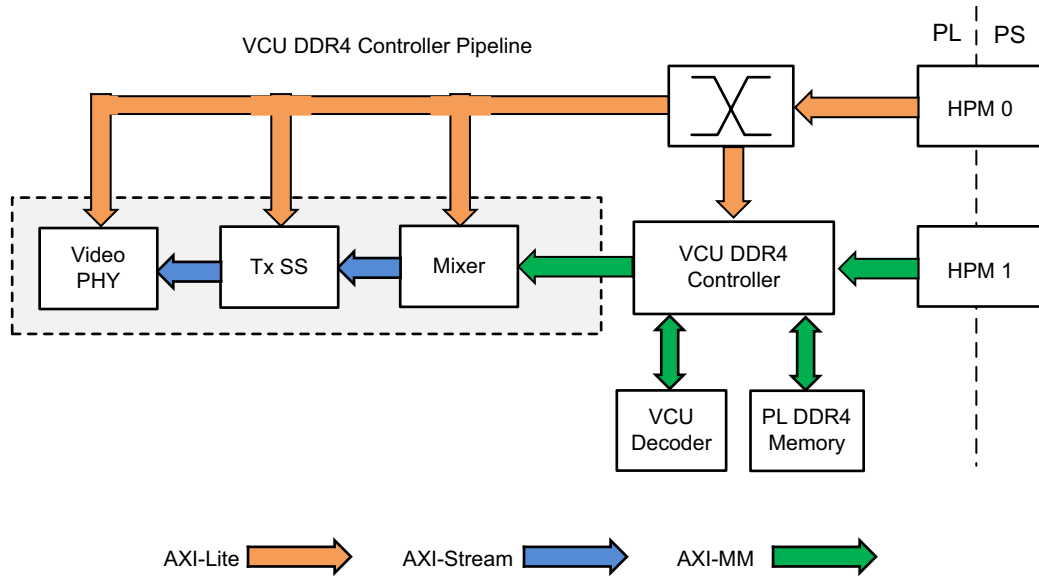 PL
PS
VCU DDR4 Controller Pipeline
HPM 0
Video
PHY
Tx SS
Mixer
VCU DDR4
Controller
HPM 1
VCU
Decoder
PL DDR4
Memory
AXI-Lite
AXI-Stream
AXI-MM